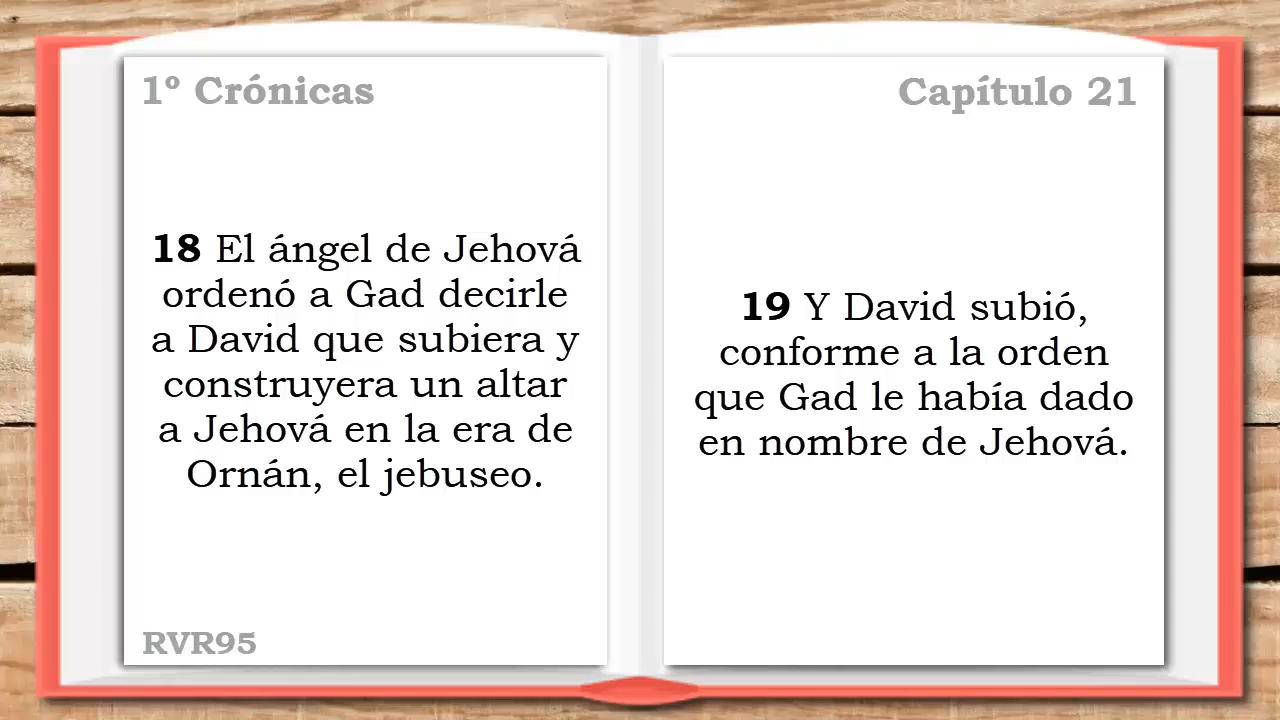 1º Crónicas
18 El ángel de Jehová
ordenó a Gad decirle
a David que subiera y
construyera un altar
a Jehová en la era de
Ornán, el jebuseo.
RVR95
Capítulo 21
19 Y David subió,
conforme a la orden
que Gad le había dado
en nombre de Jehová.